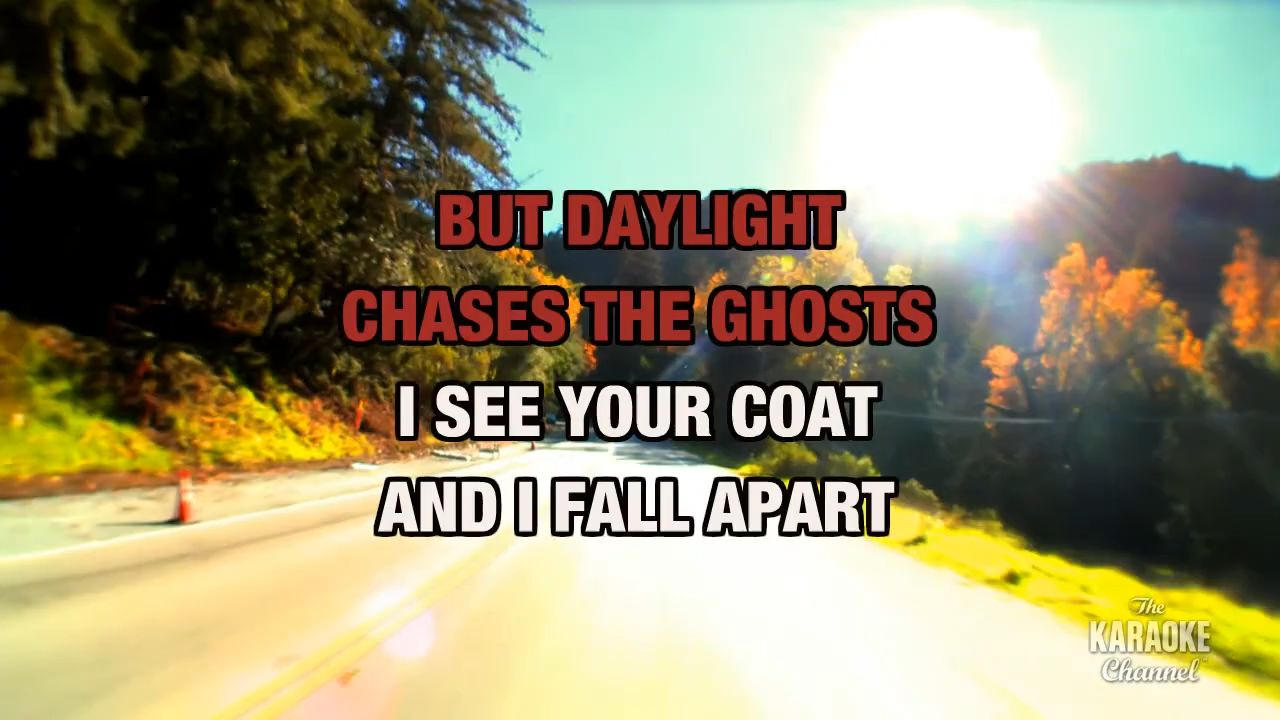 BUT DAYLIGHT
CHASES THE GHOSTS
I SEE YOUR COAT
AND I FALL APART
The
KARAOKE
Channel